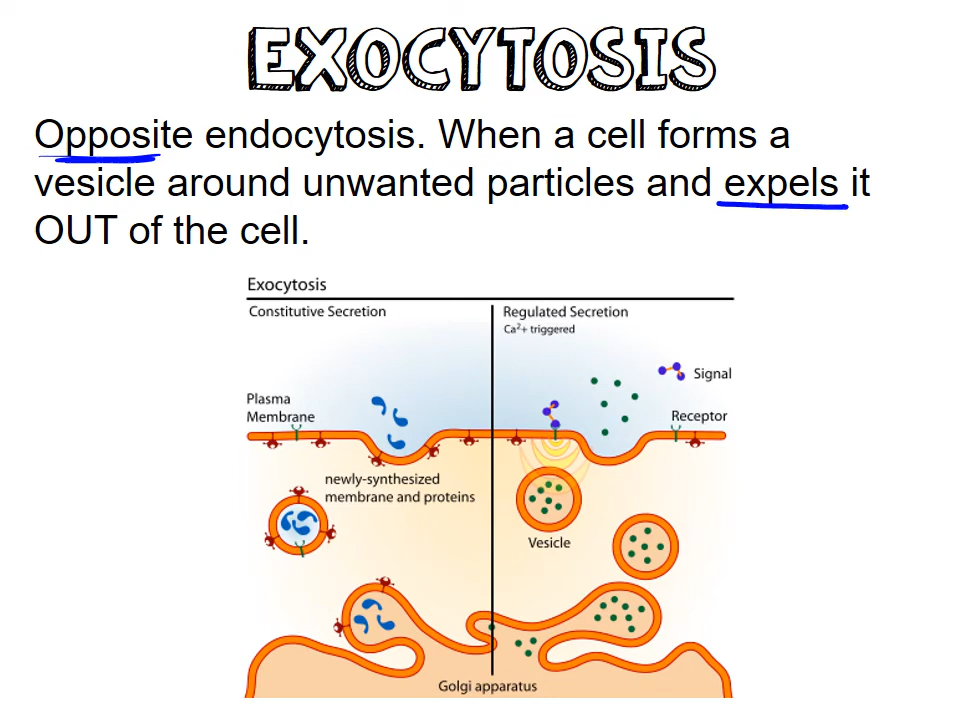 EXOCYTOSIS
Opposite endocytosis. When a cell forms a
vesicle around unwanted particles and expels it
OUT of the cell.
Exocytosis
Constitutive Secretion
Regulated Secretion
Ca²+ triggered
Signal
Plasma
Membrane
Receptor
newly-synthesized
membrane and proteins
Vesicle
Golgi apparatus